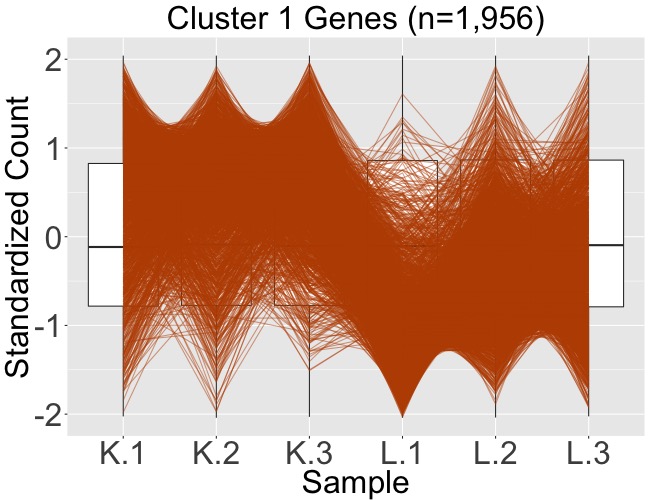 Cluster 1 Genes (n=1,956)
Standardized Count
2
1
0
-1
-2
K.1 K.2 K.3 L.1 L.2 L.3
Sample